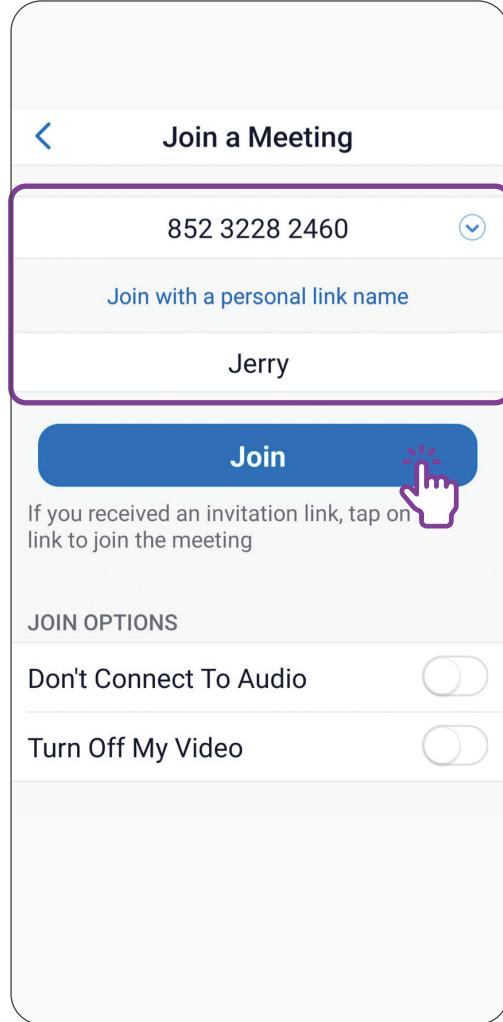 Join a Meeting
852 3228 2460
Join with a personal link name
Jerry
Join
If you received an invitation link, tap on
link to join the meeting
JOIN OPTIONS
Don't Connect To Audio
Turn Off My Video